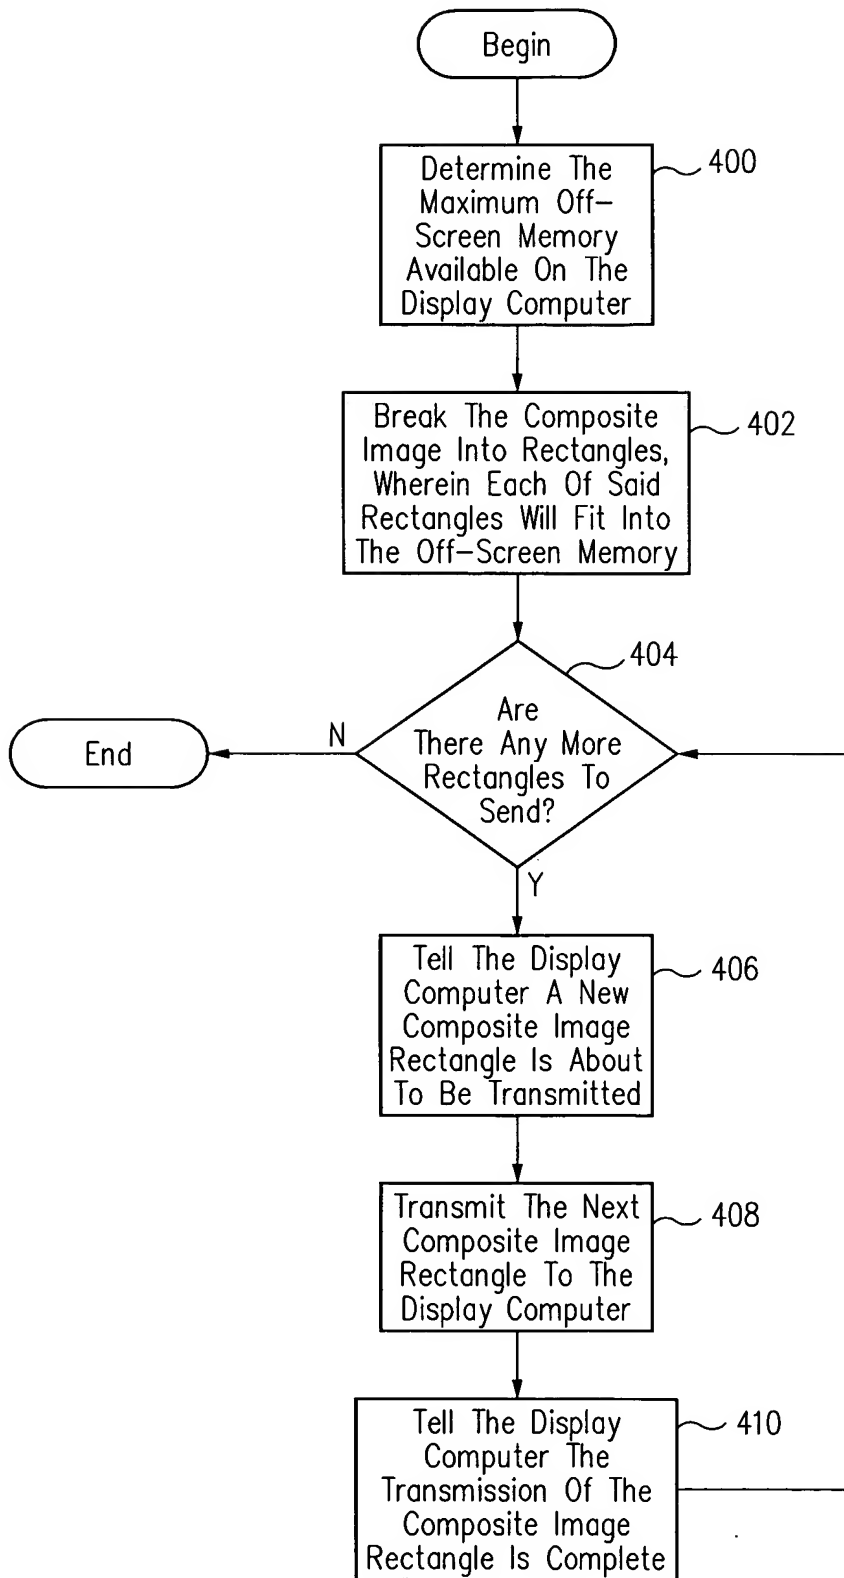 Begin
Determine The
Maximum Off-
Screen Memory
Available On The
Display Computer
400
Break The Composite
Image Into Rectangles,
Wherein Each Of Said
Rectangles Will Fit Into
The Off-Screen Memory
402
404
Are
There Any More
Rectangles To
Send?
N
End
Y
Tell The Display
Computer A New
Composite Image
Rectangle Is About
To Be Transmitted
406
Transmit The Next
Composite Image
Rectangle To The
Display Computer
408
Tell The Display
Computer The
Transmission Of The
Composite Image
Rectangle Is Complete
410